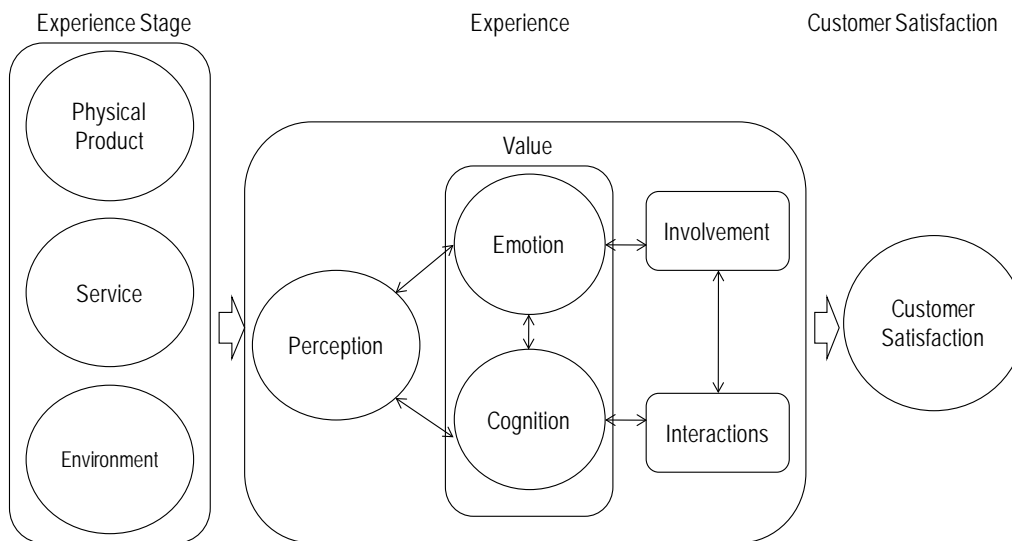 Experience Stage
Experience
Customer Satisfaction
Physical
Product
Service
Environment
Value
Perception
Emotion
Cognition
Involvement
Interactions
Customer
Satisfaction